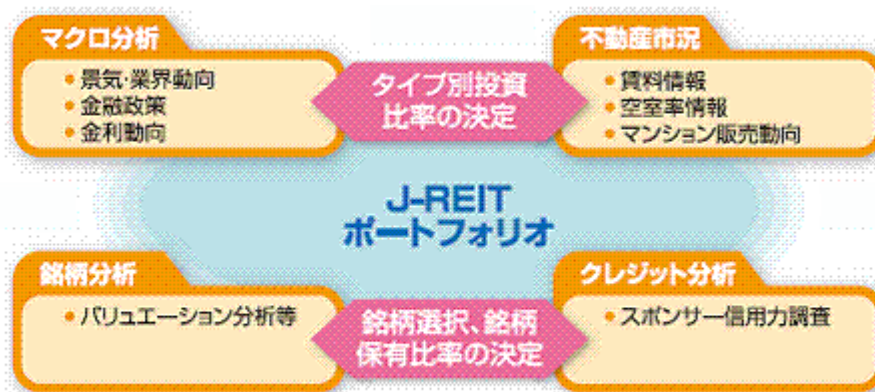 マクロ分析
• 景気・業界動向
• 金融政策
• 金利動向
タイプ別投資
比率の決定
不動産市況
• 賃料情報
• 空室率情報
• マンション販売動向
J-REIT
ポートフォリオ
銘柄分析
• バリュエーション分析等
銘柄選択、銘柄
保有比率の決定
クレジット分析
• スポンサー信用力調査